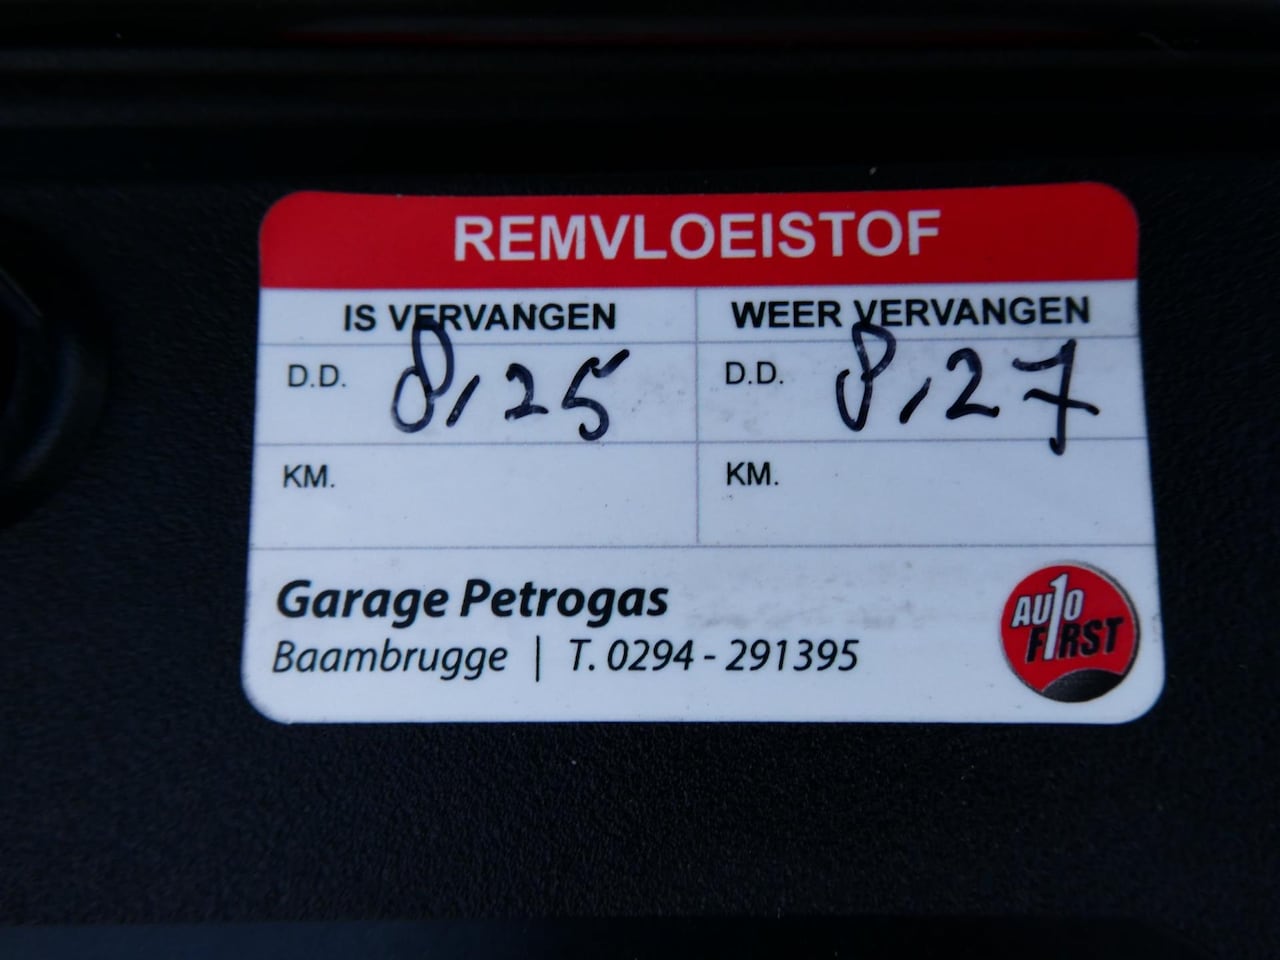 REMVLOEISTOF
IS VERVANGEN
WEER VERVANGEN
D.D. 8,25
D.D. 8,27
KM.
KM.
Garage Petrogas
Baambrugge | T. 0294 - 291395
AUTO
FIRST